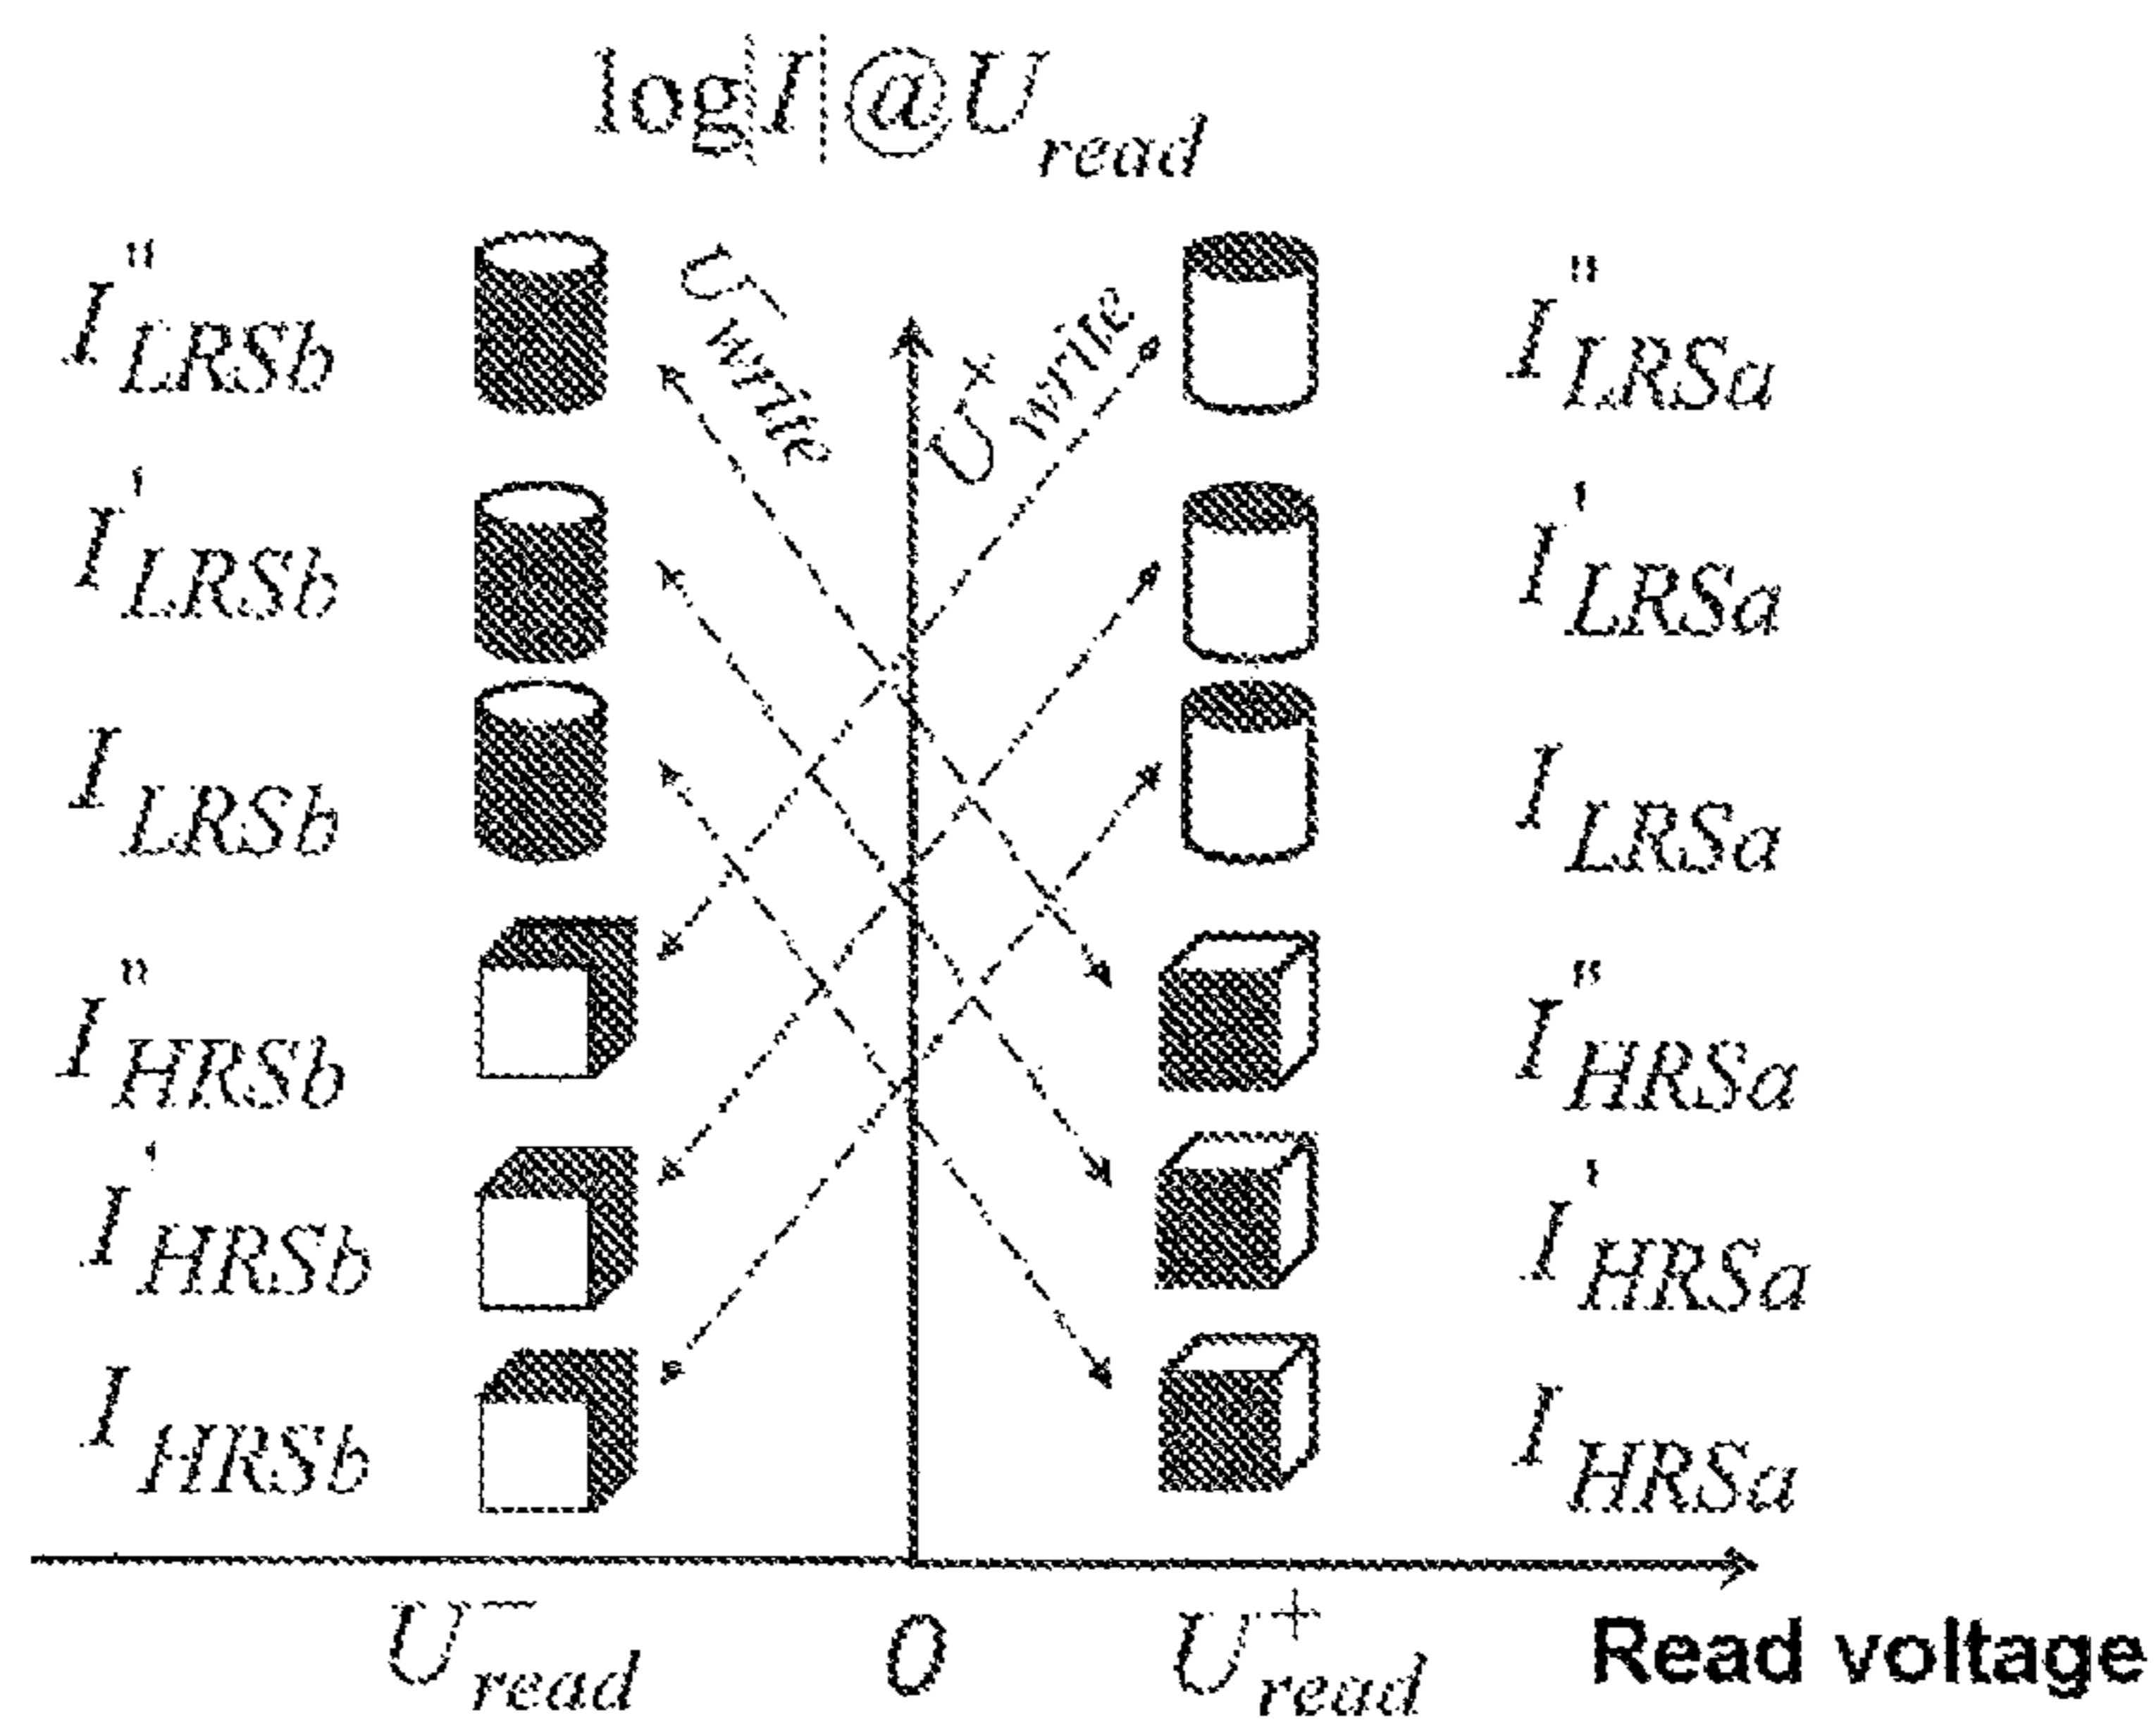 log|I|@U_read
I''_LRSb U^-_write U^+_write I''_LRSa
I'_LRSb I'_LRSa
I_LRSb I_LRSa
I''_HRSb I''_HRSa
I'_HRSb I'_HRSa
I_HRSb I_HRSa
U^-_read 0 U^+_read Read voltage